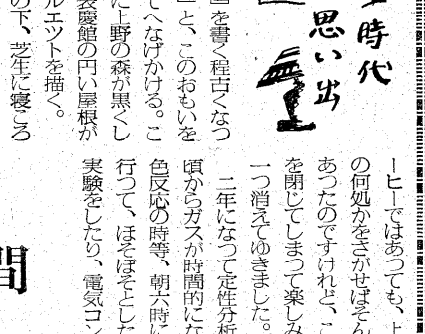 時代
思い出
を書く程古くなつ
」と、このおもいを
てへなげかける。こ
に上野の森が黒くし
表慶館の円い屋根が
ルエツトを描く。
の下、芝生に寝ころ
ーヒーではあつても、
の何処かをさがせばそん
あつたのですけれど、こ
を閉じてしまつて楽しみ
一つ消えてゆきました。
二年になつて定性分析
頃からガスが時間的にな
色反応の時等、朝六時に
行つて、ほそぼそとした
実験をしたり、電気コン
間